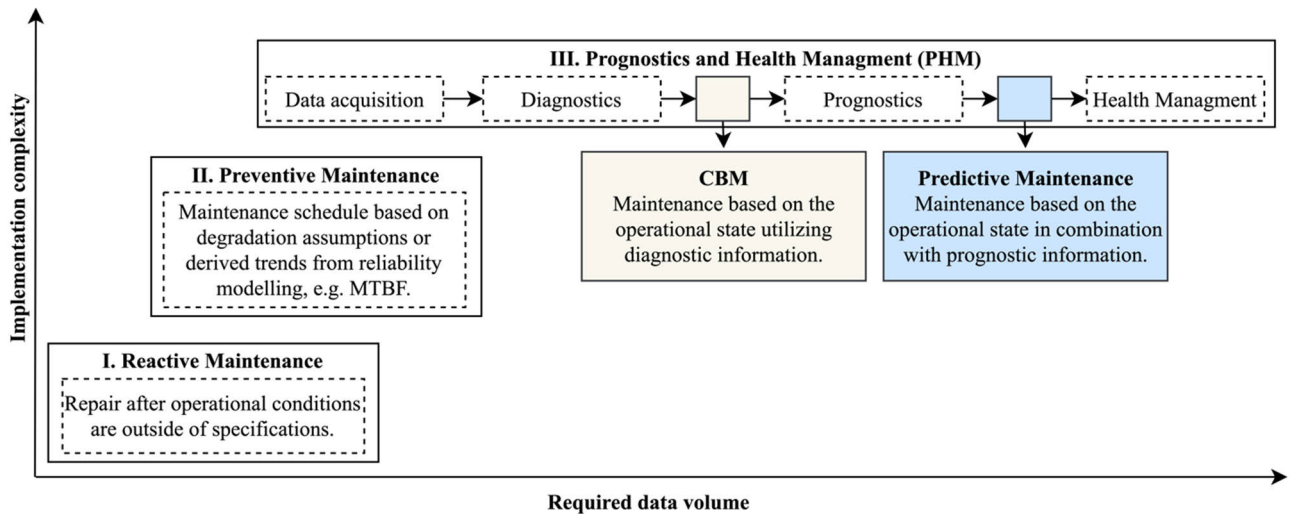 Implementation complexity
III. Prognostics and Health Managment (PHM)
Data acquisition
Diagnostics
Prognostics
Health Managment
II. Preventive Maintenance
Maintenance schedule based on
degradation assumptions or
derived trends from reliability
modelling, e.g. MTBF.
CBM
Maintenance based on the
operational state utilizing
diagnostic information.
Predictive Maintenance
Maintenance based on the
operational state in combination
with prognostic information.
I. Reactive Maintenance
Repair after operational conditions
are outside of specifications.
Required data volume